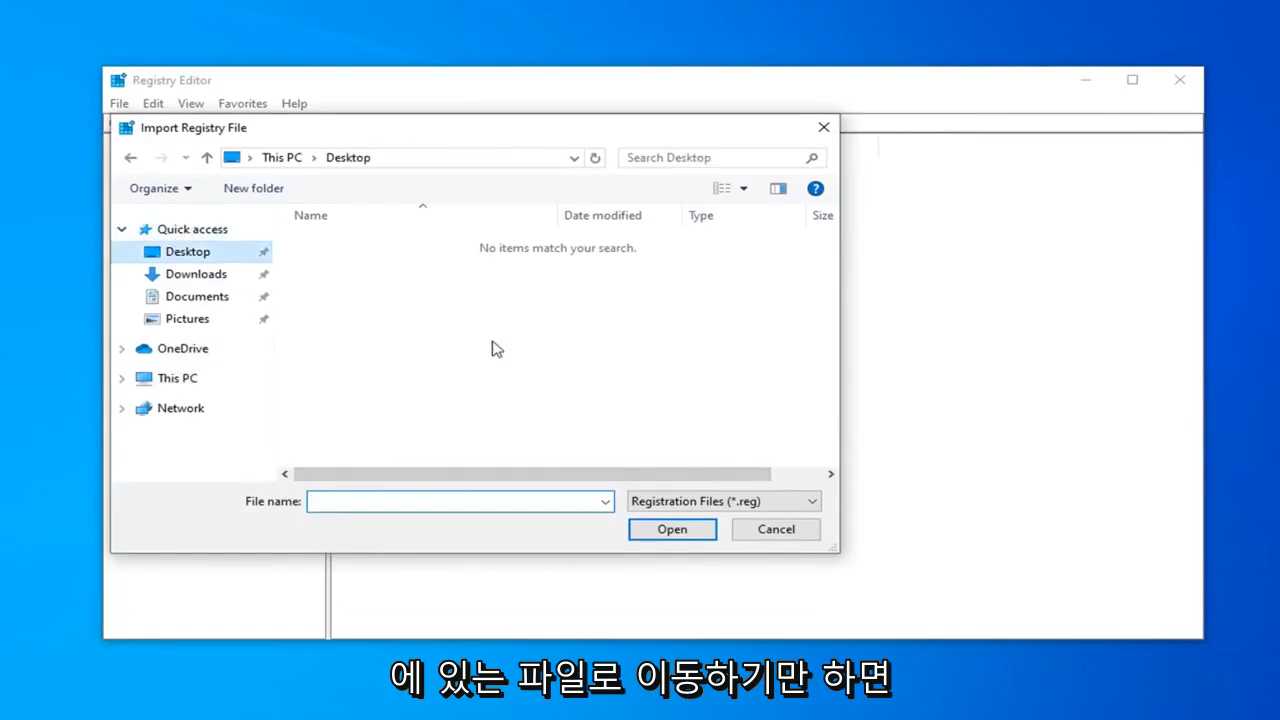 Registry Editor
File Edit View Favorites Help
Import Registry File
This PC Desktop
Search Desktop
Organize New folder
Name Date modified Type Size
Quick access
No items match your search.
Desktop
Downloads
Documents
Pictures
OneDrive
This PC
Network
File name: Registration Files (*.reg)
Open Cancel
에 있는 파일로 이동하기만 하면